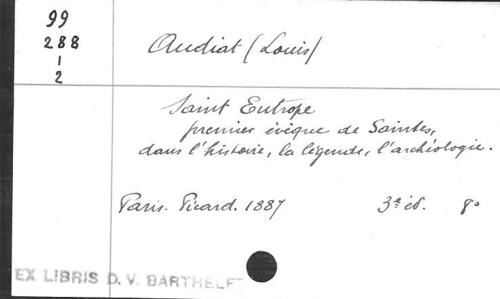 99
288
1
2
Audiat (Louis)
Saint Eutrope
premier évêque de Saintes,
dans l'histoire, la légende, l'archéologie.
Paris. Picard. 1887 3e éd. 8º
EX LIBRIS D. V. BARTHELET